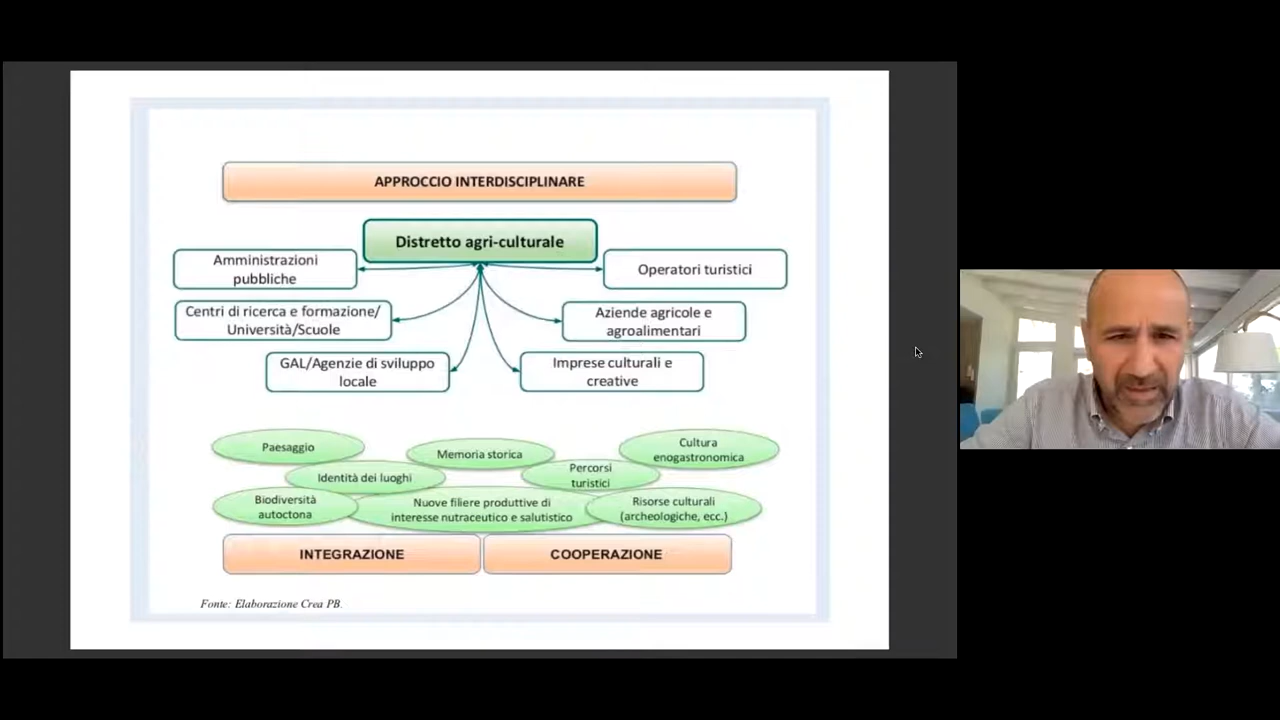 APPROCCIO INTERDISCIPLINARE
Distretto agri-culturale
Amministrazioni
pubbliche
Operatori turistici
Centri di ricerca e formazione/
Università/Scuole
Aziende agricole e
agroalimentari
GAL/Agenzie di sviluppo
locale
Imprese culturali e
creative
Paesaggio
Memoria storica
Cultura
enogastronomica
Identità dei luoghi
Percorsi
turistici
Biodiversità
autoctona
Nuove filiere produttive di
interesse nutraceutico e salutistico
Risorse culturali
(archeologiche, ecc.)
INTEGRAZIONE
COOPERAZIONE
Fonte: Elaborazione Crea PB.